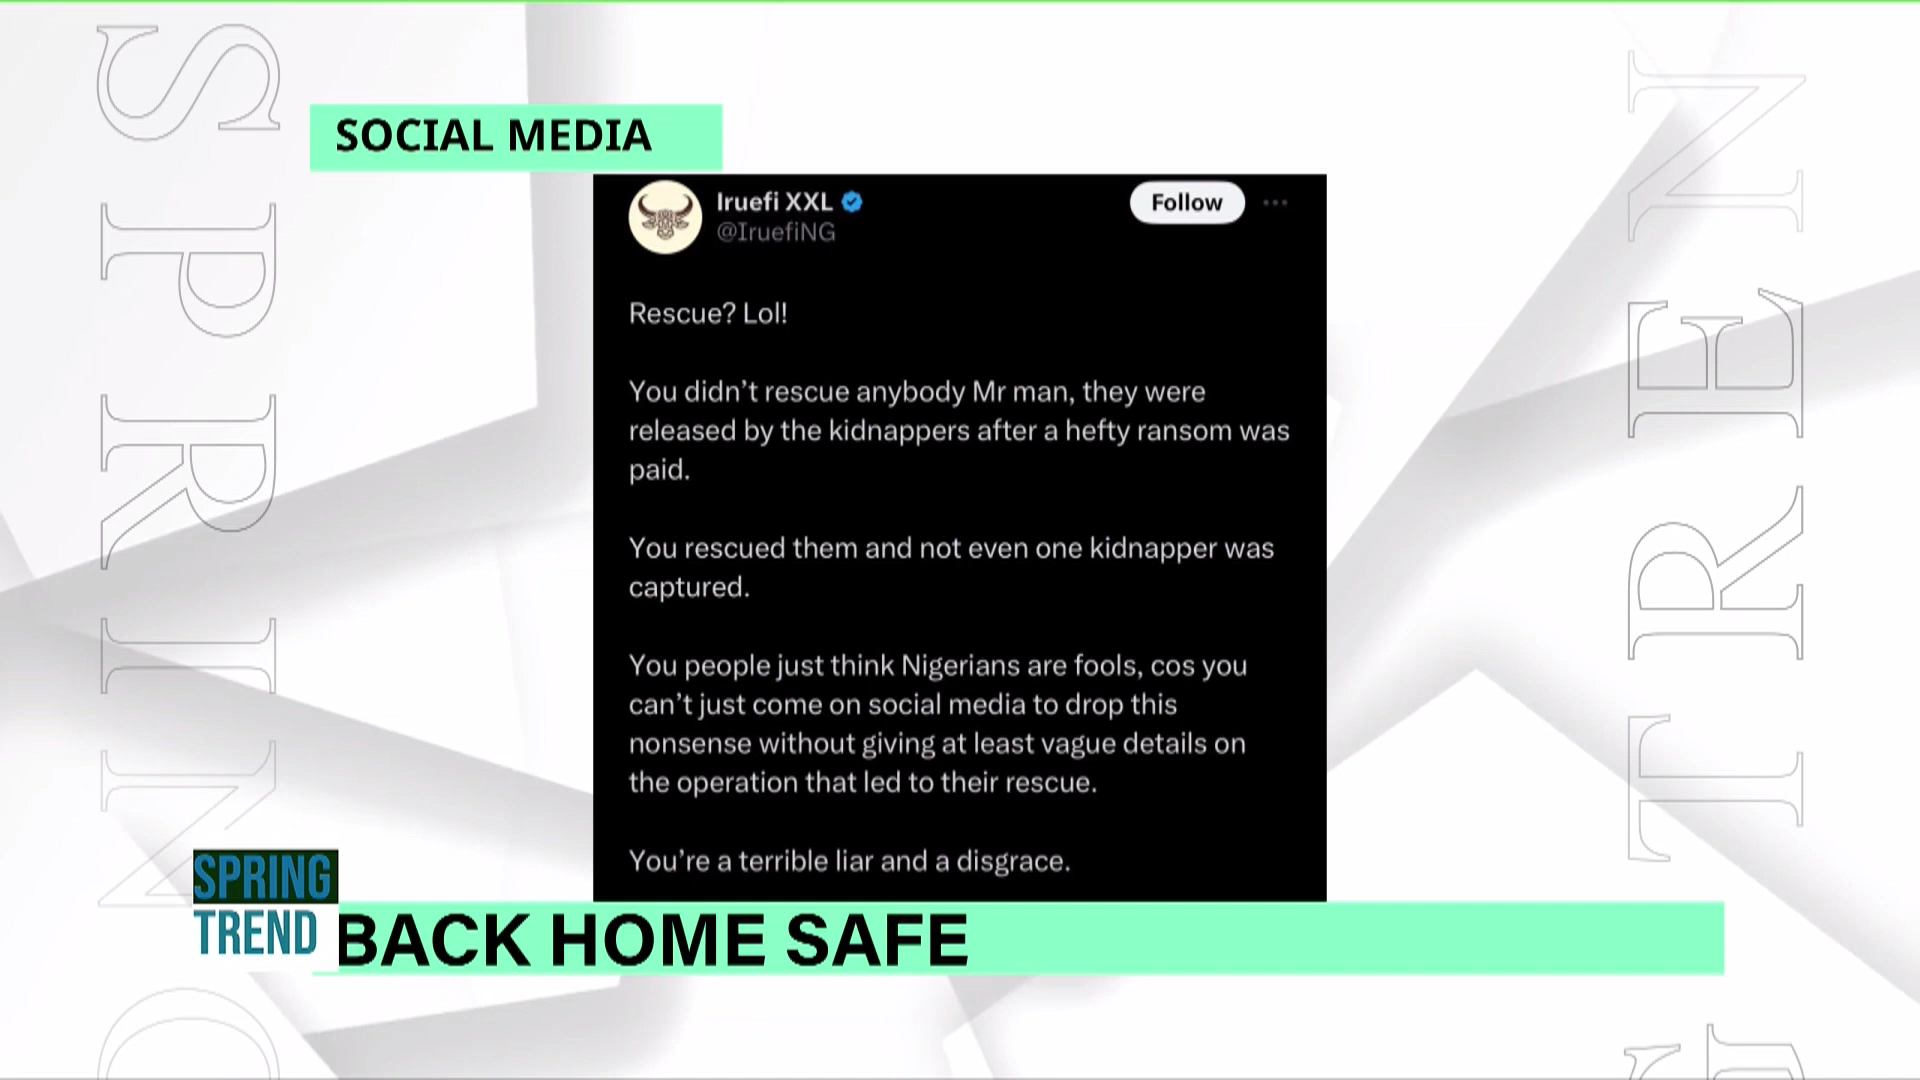 SOCIAL MEDIA
Iruefi XXL
@IruefiNG
Follow
Rescue? Lol!
You didn’t rescue anybody Mr man, they were
released by the kidnappers after a hefty ransom was
paid.
You rescued them and not even one kidnapper was
captured.
You people just think Nigerians are fools, cos you
can’t just come on social media to drop this
nonsense without giving at least vague details on
the operation that led to their rescue.
You’re a terrible liar and a disgrace.
SPRING
TREND
BACK HOME SAFE
SPRING
TREN